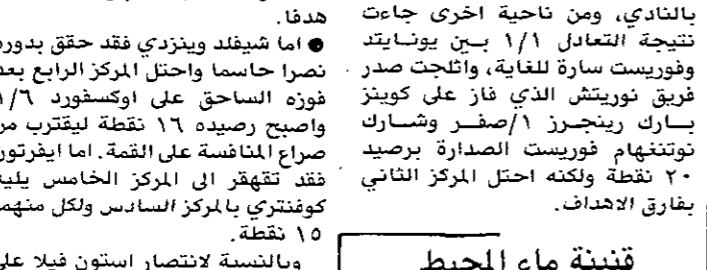 بالنادي، ومن ناحية اخرى جاءت
نتيجة التعادل ١/١ بين يونايتد
وفوريست سارة للغاية، واثلجت صدر
فريق نوريتش الذي فاز على كوينز
بارك رينجرز ١/صفر وشارك
نوتنغهام فوريست الصدارة برصيد
٢٠ نقطة ولكنه احتل المركز الثاني
بفارق الاهداف.
قنينة ماء المحيط
هدفا.
● اما شيفلد وينزدي فقد حقق بدوره
نصرا حاسما واحتل المركز الرابع بعد
فوزه الساحق على اوكسفورد ١/٦
واصبح رصيده ١٦ نقطة ليقترب من
صراع المنافسة على القمة. اما ايفرتون
فقد تقهقر الى المركز الخامس يليه
كوفنتري بالمركز السادس ولكل منهما
١٥ نقطة.
وبالنسبة لانتصار استون فيلا على